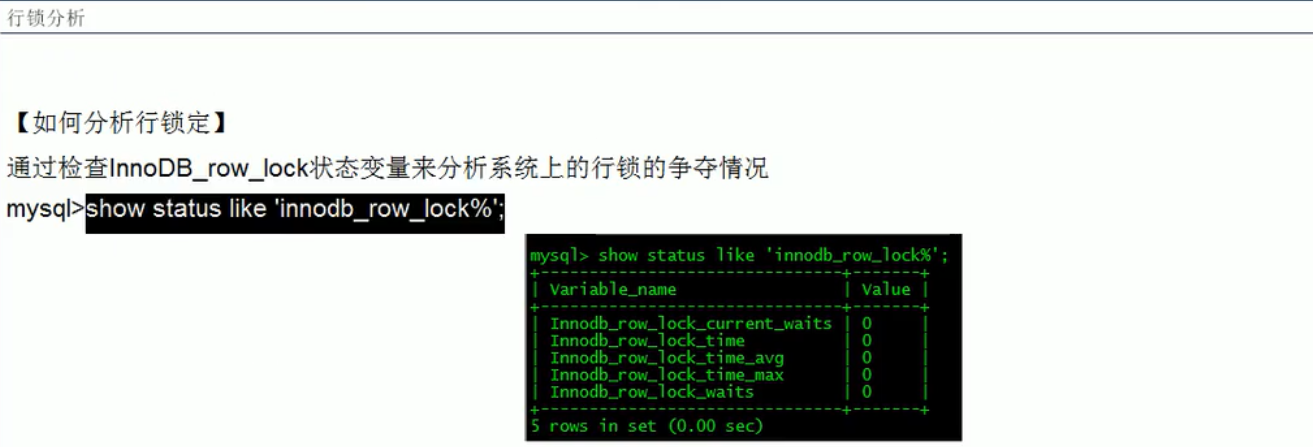 行锁分析
【如何分析行锁定】
通过检查InnoDB_row_lock状态变量来分析系统上的行锁的争夺情况
mysql>show status like 'innodb_row_lock%';
mysql> show status like 'innodb_row_lock%';
+-------------------------------+-------+
| Variable_name | Value |
+-------------------------------+-------+
| Innodb_row_lock_current_waits | 0 |
| Innodb_row_lock_time | 0 |
| Innodb_row_lock_time_avg | 0 |
| Innodb_row_lock_time_max | 0 |
| Innodb_row_lock_waits | 0 |
+-------------------------------+-------+
5 rows in set (0.00 sec)